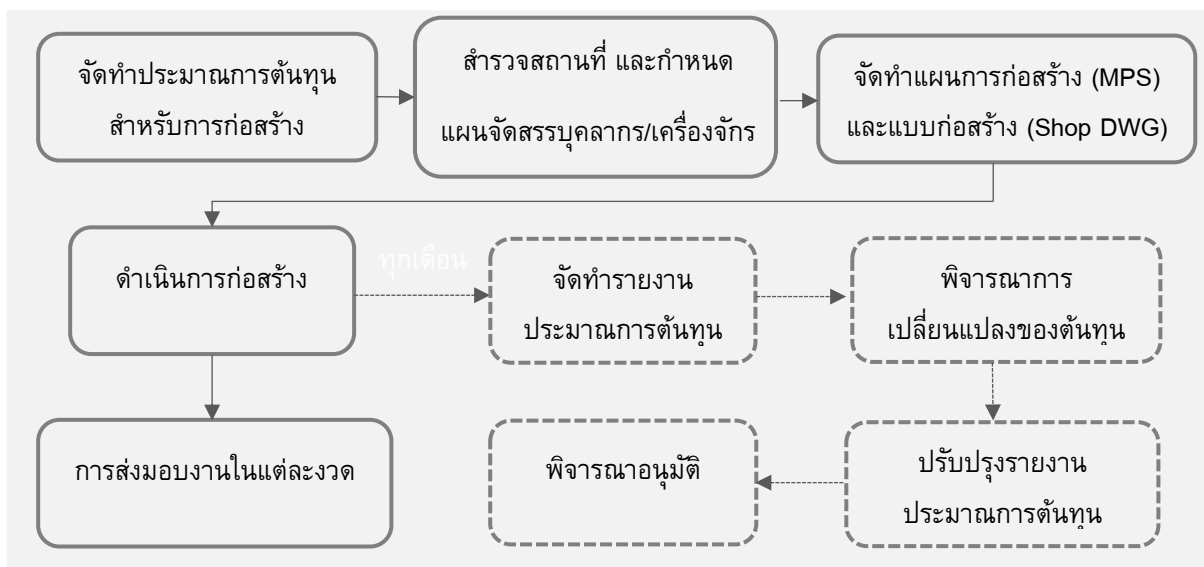 จัดทำประมาณการต้นทุน
สำหรับการก่อสร้าง
สำรวจสถานที่ และกำหนด
แผนจัดสรรบุคลากร/เครื่องจักร
จัดทำแผนการก่อสร้าง (MPS)
และแบบก่อสร้าง (Shop DWG)
ดำเนินการก่อสร้าง
ทุกเดือน
จัดทำรายงาน
ประมาณการต้นทุน
พิจารณาการ
เปลี่ยนแปลงของต้นทุน
การส่งมอบงานในแต่ละงวด
พิจารณาอนุมัติ
ปรับปรุงรายงาน
ประมาณการต้นทุน